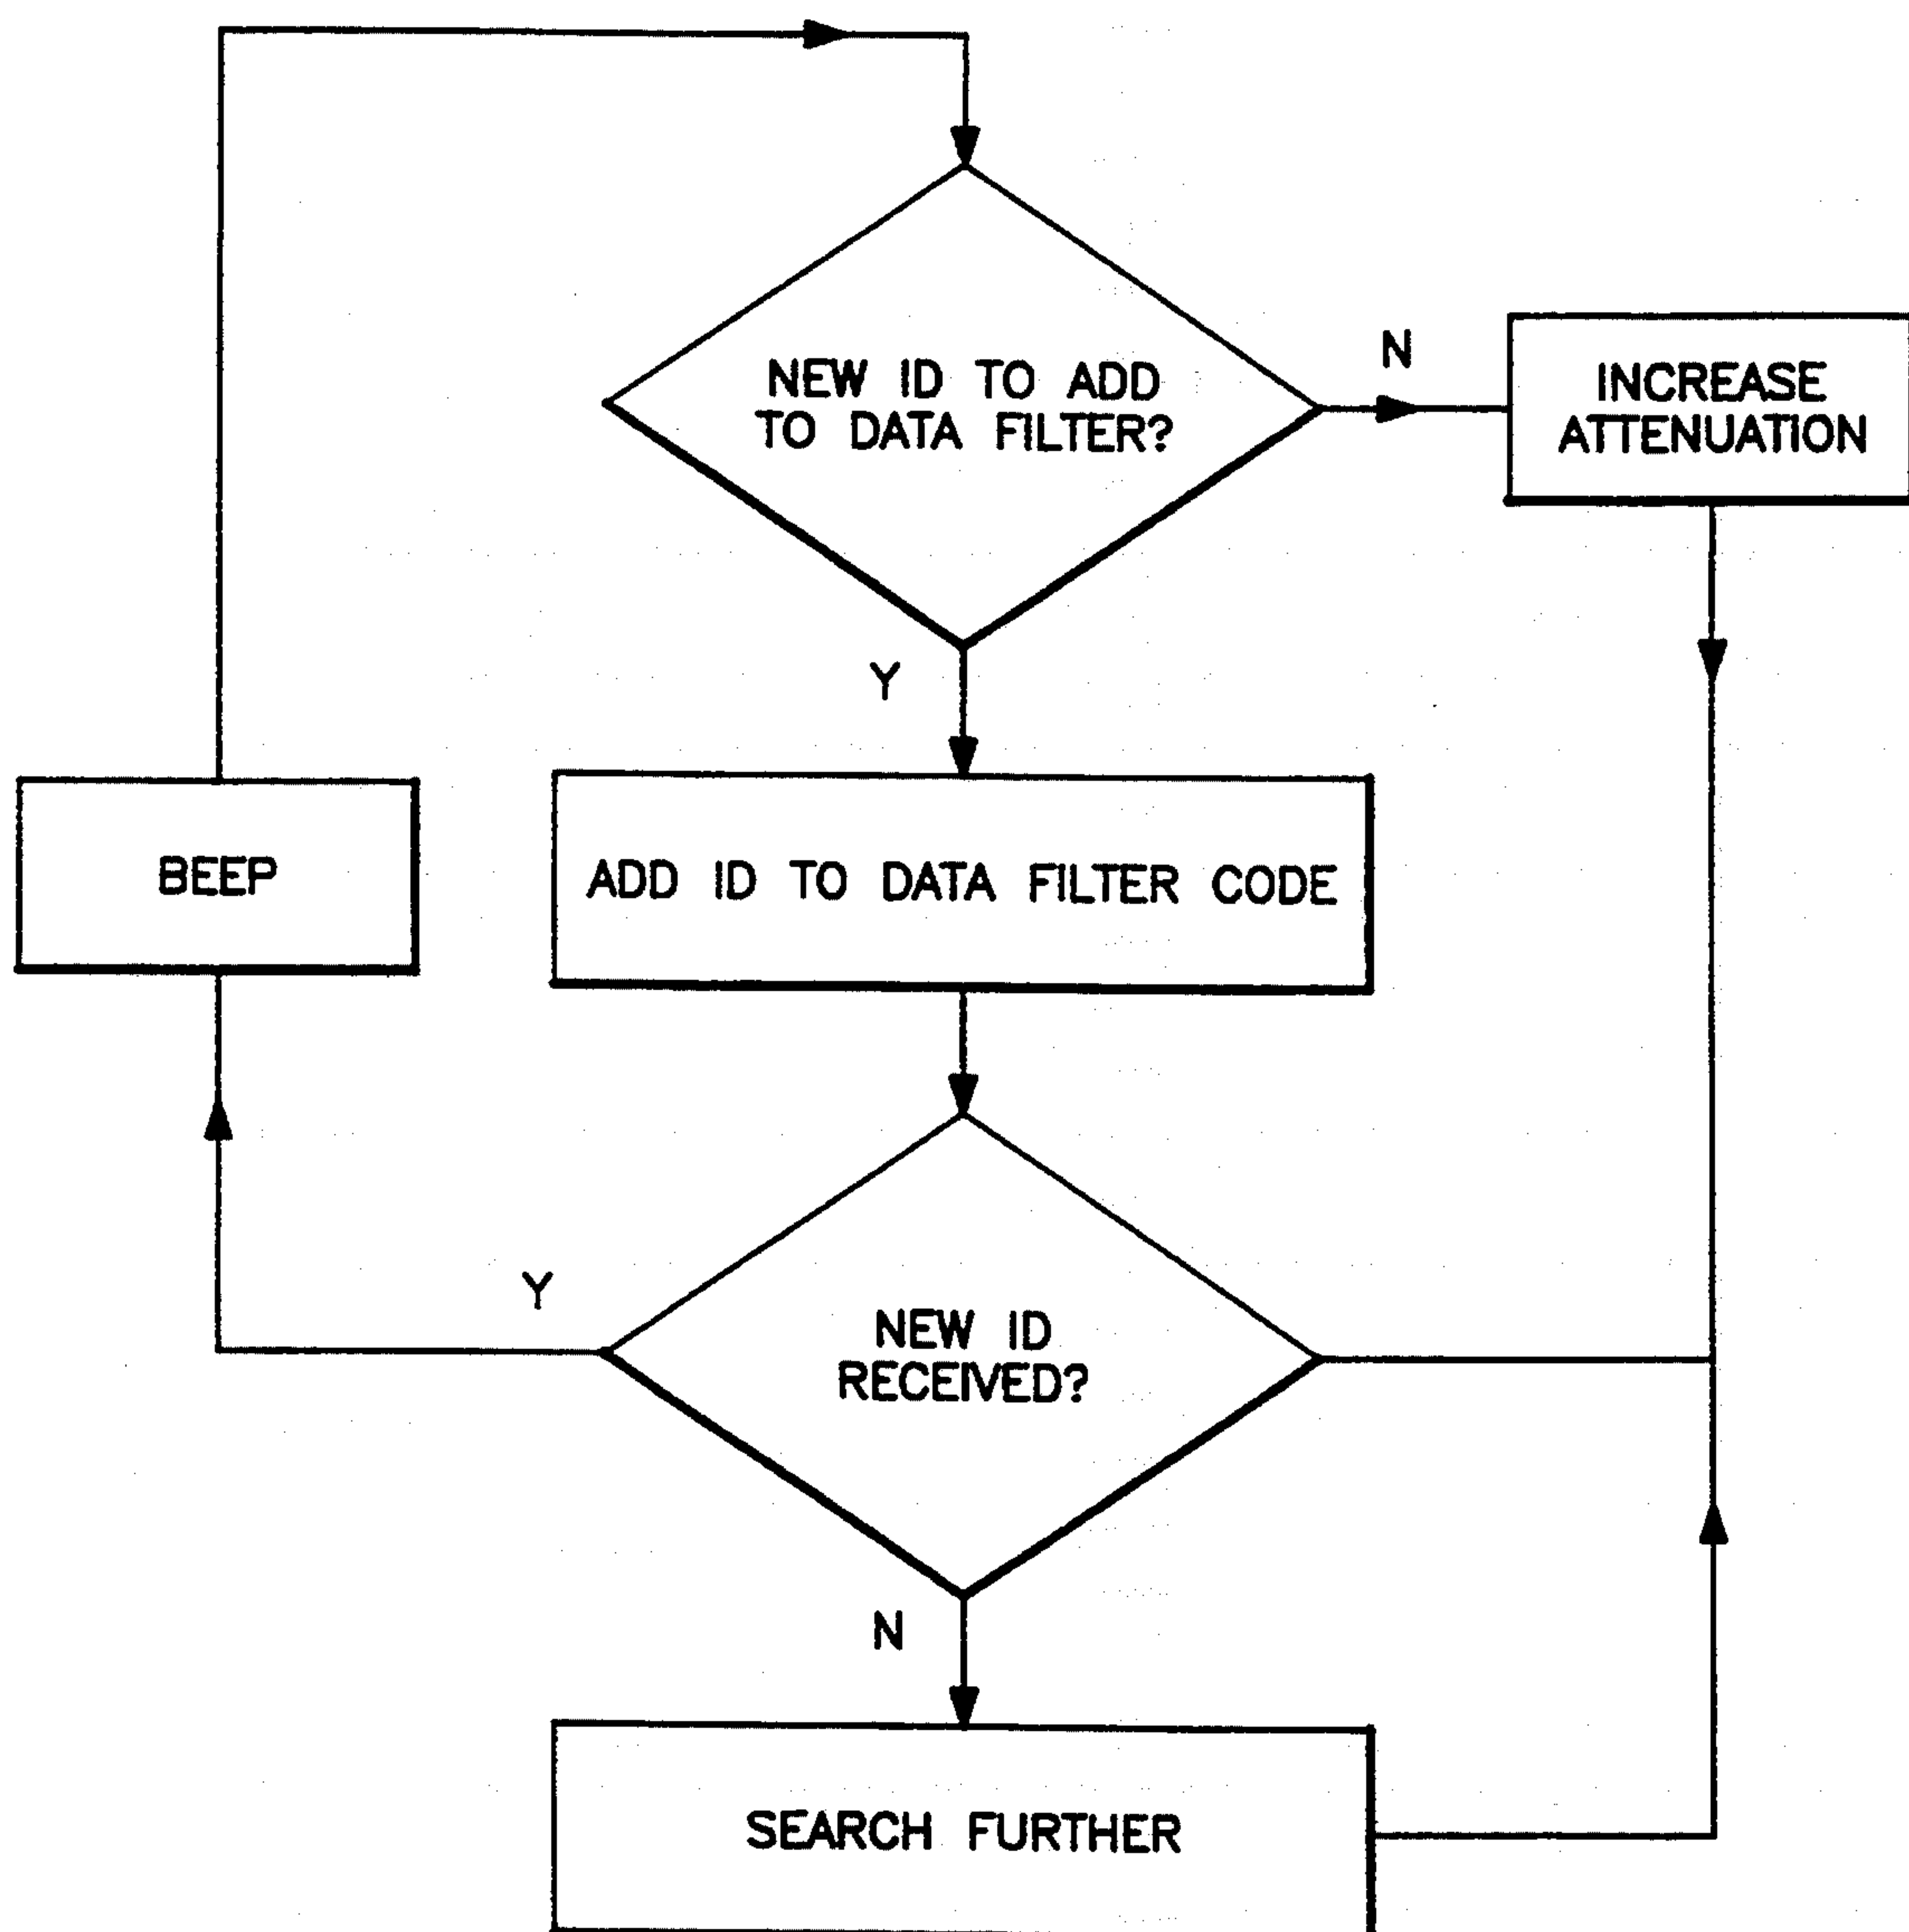 NEW ID TO ADD
TO DATA FILTER?
N
INCREASE
ATTENUATION
Y
BEEP
ADD ID TO DATA FILTER CODE
Y
NEW ID
RECEIVED?
N
SEARCH FURTHER